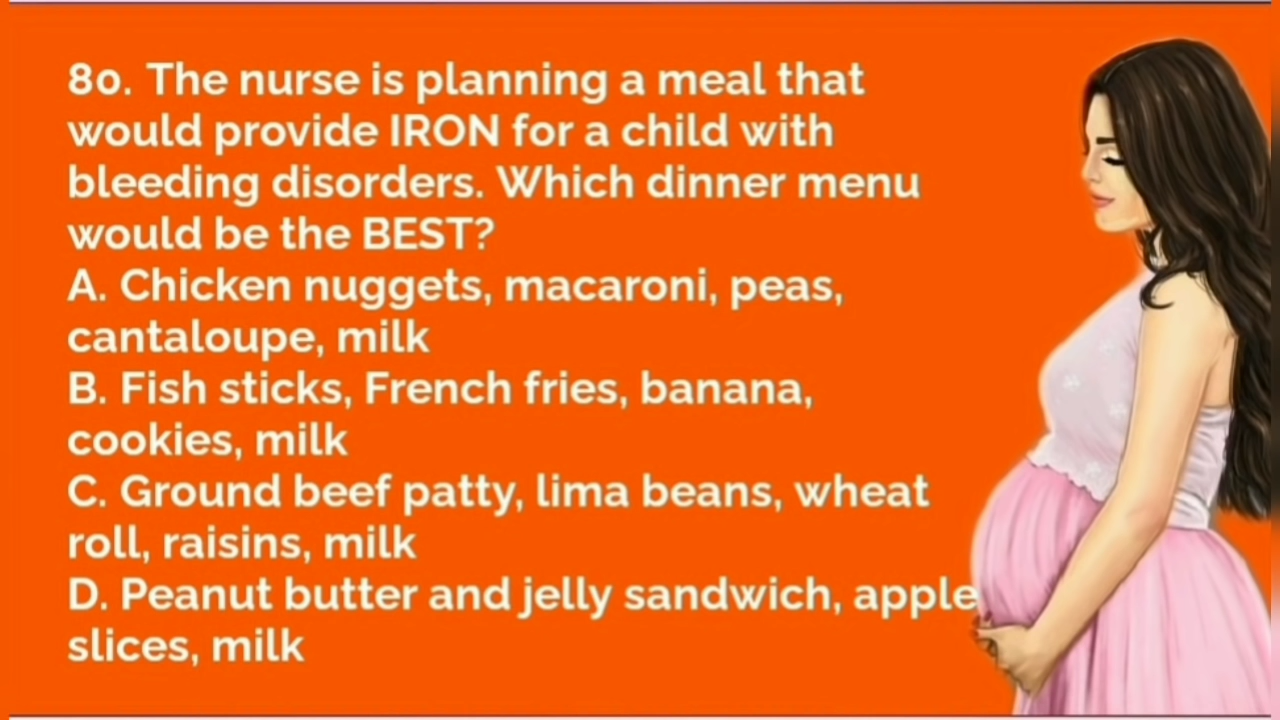 80. The nurse is planning a meal that
would provide IRON for a child with
bleeding disorders. Which dinner menu
would be the BEST?
A. Chicken nuggets, macaroni, peas,
cantaloupe, milk
B. Fish sticks, French fries, banana,
cookies, milk
C. Ground beef patty, lima beans, wheat
roll, raisins, milk
D. Peanut butter and jelly sandwich, apple
slices, milk